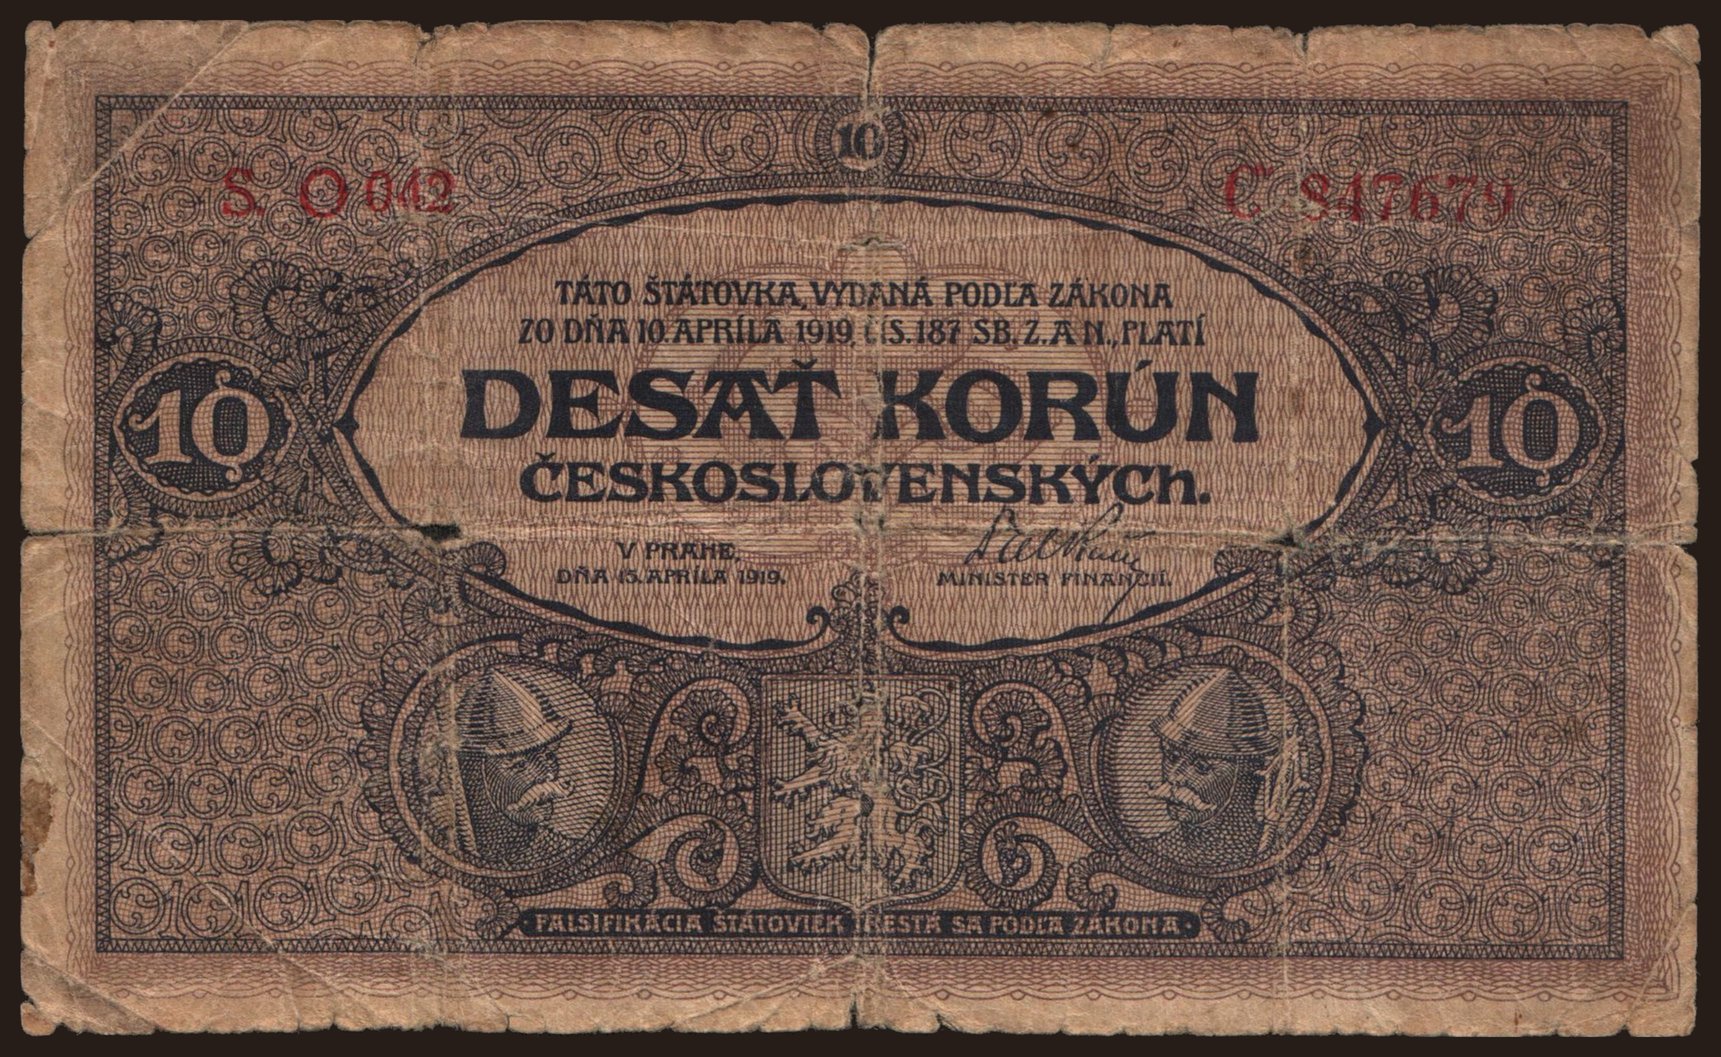 10
S. O 042
C 847679
TÁTO ŠTÁTOVKA, VYDANÁ PODĽA ZÁKONA
ZO DŇA 10. APRÍLA 1919, ČÍS. 187 SB. Z. A N., PLATÍ
10
DESAŤ KORÚN
10
ČESKOSLOVENSKÝCh.
V PRAHE,
DŇA 15. APRÍLA 1919.
MINISTER FINANCIÍ.
FALSIFIKÁCIA ŠTÁTOVIEK TRESTÁ SA PODĽA ZÁKONA